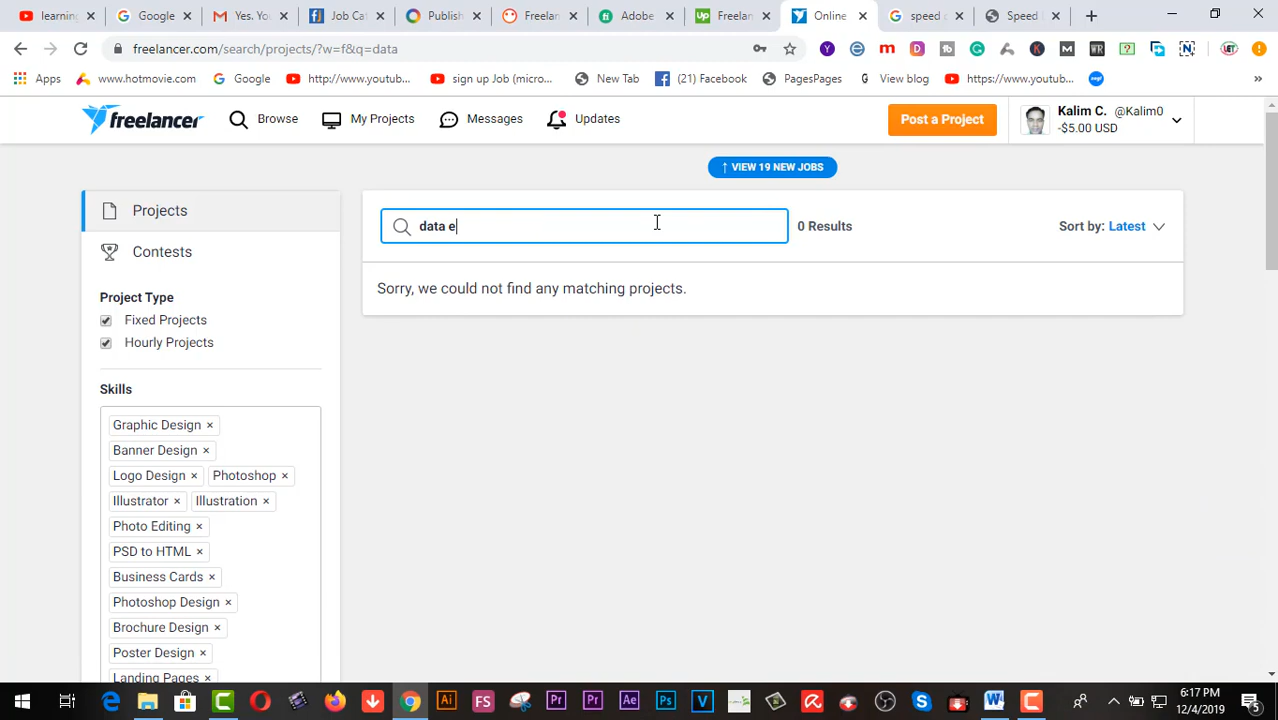 learning
Google
Yes. You
Job Cat
Publish
Freelan
Adobe
Freelan
Online
speed c
Speed
freelancer.com/search/projects/?w=f&q=data
Apps
www.hotmovie.com
Google
http://www.youtub...
sign up Job (micro...
New Tab
(21) Facebook
PagesPages
View blog
https://www.youtub...
»
freelancer
Browse
My Projects
Messages
Updates
Post a Project
Kalim C. @Kalim0
-$5.00 USD
↑ VIEW 19 NEW JOBS
Projects
Contests
data e
0 Results
Sort by: Latest
Sorry, we could not find any matching projects.
Project Type
Fixed Projects
Hourly Projects
Skills
Graphic Design ×
Banner Design ×
Logo Design × Photoshop ×
Illustrator × Illustration ×
Photo Editing ×
PSD to HTML ×
Business Cards ×
Photoshop Design ×
Brochure Design ×
Poster Design ×
Landing Pages ×
6:17 PM
12/4/2019